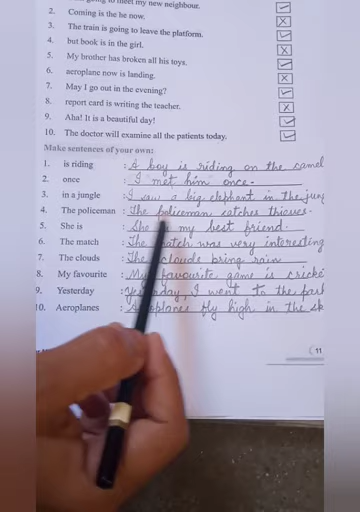 to meet my new neighbour.
2. Coming is the he now.
3. The train is going to leave the platform.
4. but book is in the girl.
5. My brother has broken all his toys.
6. aeroplane now is landing.
7. May I go out in the evening?
8. report card is writing the teacher.
9. Aha! It is a beautiful day!
10. The doctor will examine all the patients today.
Make sentences of your own:
1. is riding : A boy is riding on the camel
2. once : I met him once.
3. in a jungle : I saw a big elephant in the jung
4. The policeman : The policeman catches thieves.
5. She is : She is my best friend.
6. The match : The match was very interesting
7. The clouds : The clouds bring rain
8. My favourite : My favourite game is cricke
9. Yesterday : Yesterday, I went to the park
10. Aeroplanes : Aeroplanes fly high in the sk
11